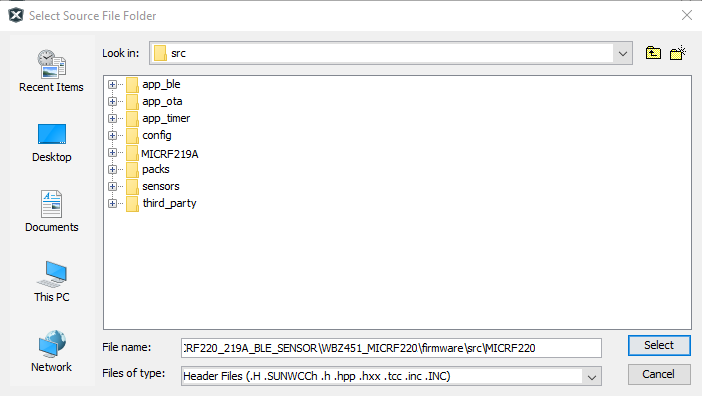 Select Source File Folder
Look in: src
Recent Items
Desktop
Documents
This PC
Network
app_ble
app_ota
app_timer
config
MICRF219A
packs
sensors
third_party
File name: :RF220_219A_BLE_SENSOR\WBZ451_MICRF220\firmware\src\MICRF220
Select
Files of type: Header Files (.H .SUNWCCh .h .hpp .hxx .tcc .inc .INC)
Cancel